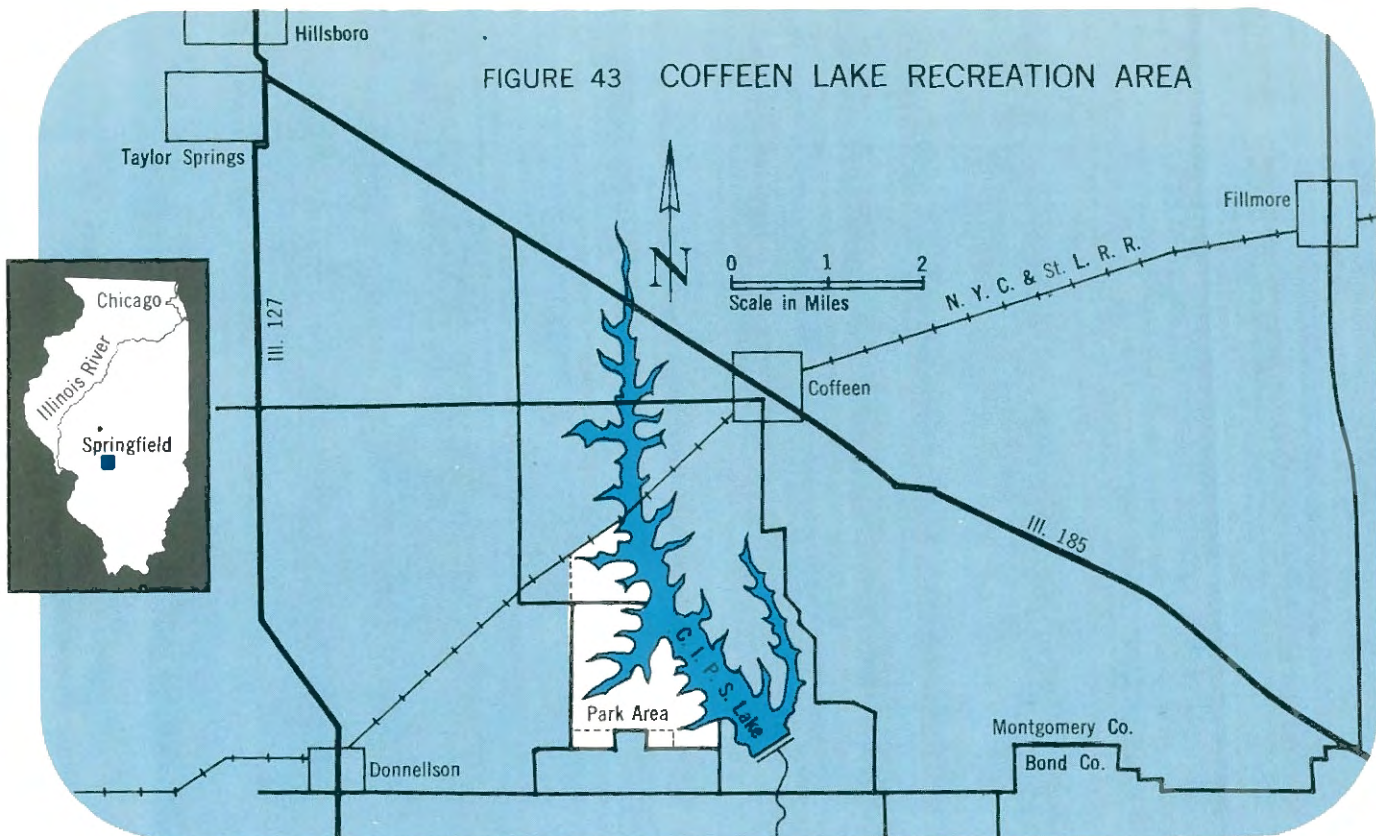 Hillsboro
FIGURE 43 COFFEEN LAKE RECREATION AREA
Taylor Springs
Fillmore
N
0 1 2
Scale in Miles
N. Y. C. & St. L. R. R.
Chicago
Illinois River
Springfield
Ill. 127
Coffeen
Ill. 185
C. I. P. S. Lake
Park Area
Montgomery Co.
Bond Co.
Donnellson